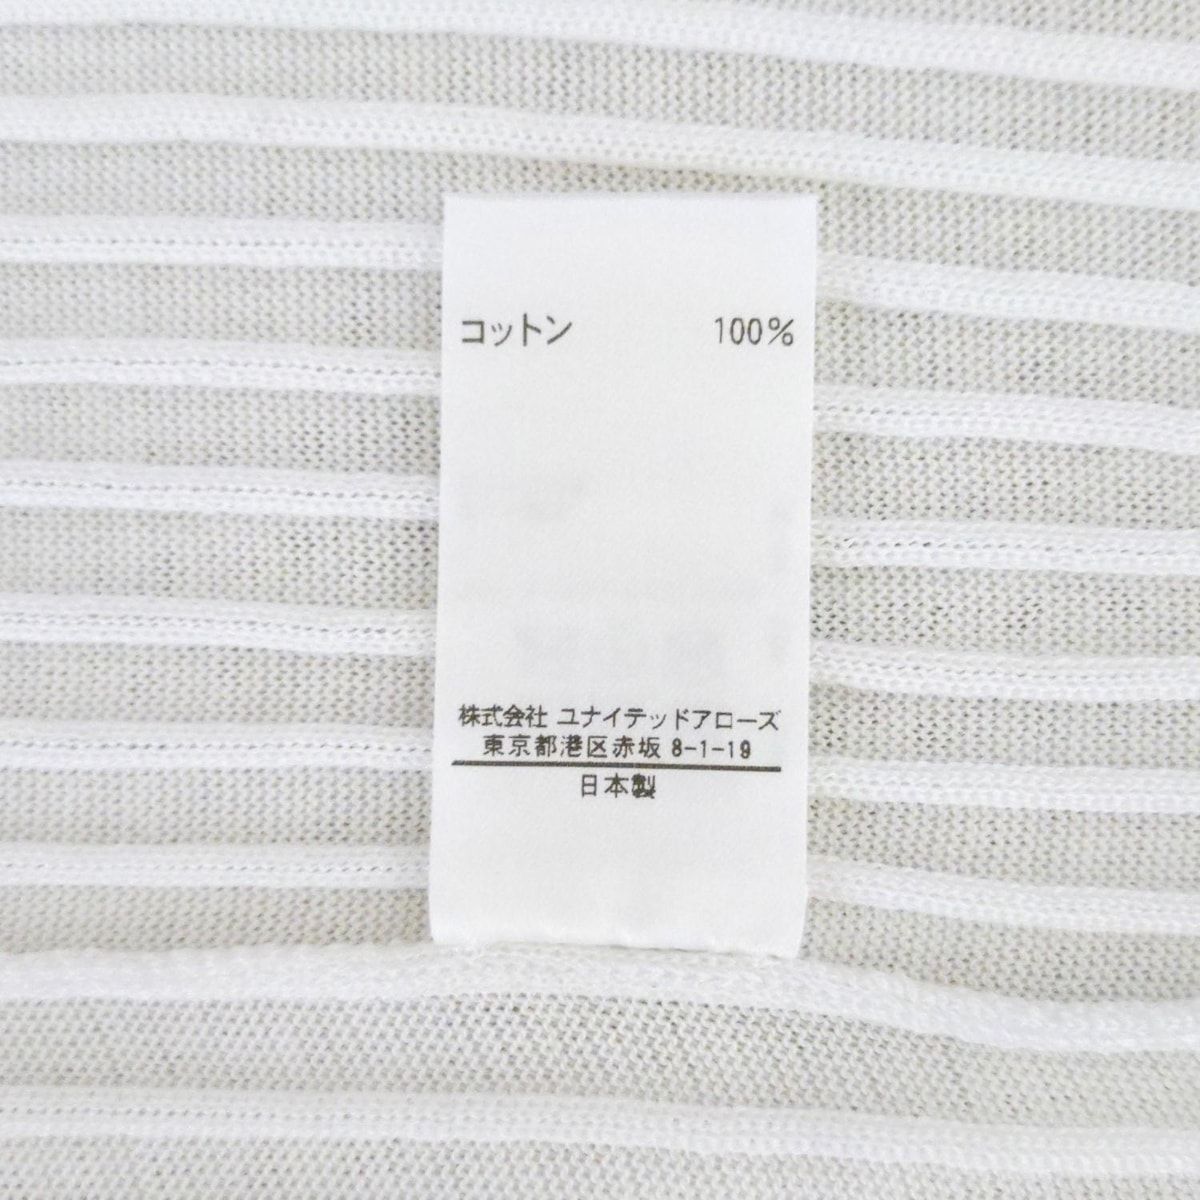 コットン 100%
株式会社 ユナイテッドアローズ
東京都港区赤坂 8-1-19
日本製